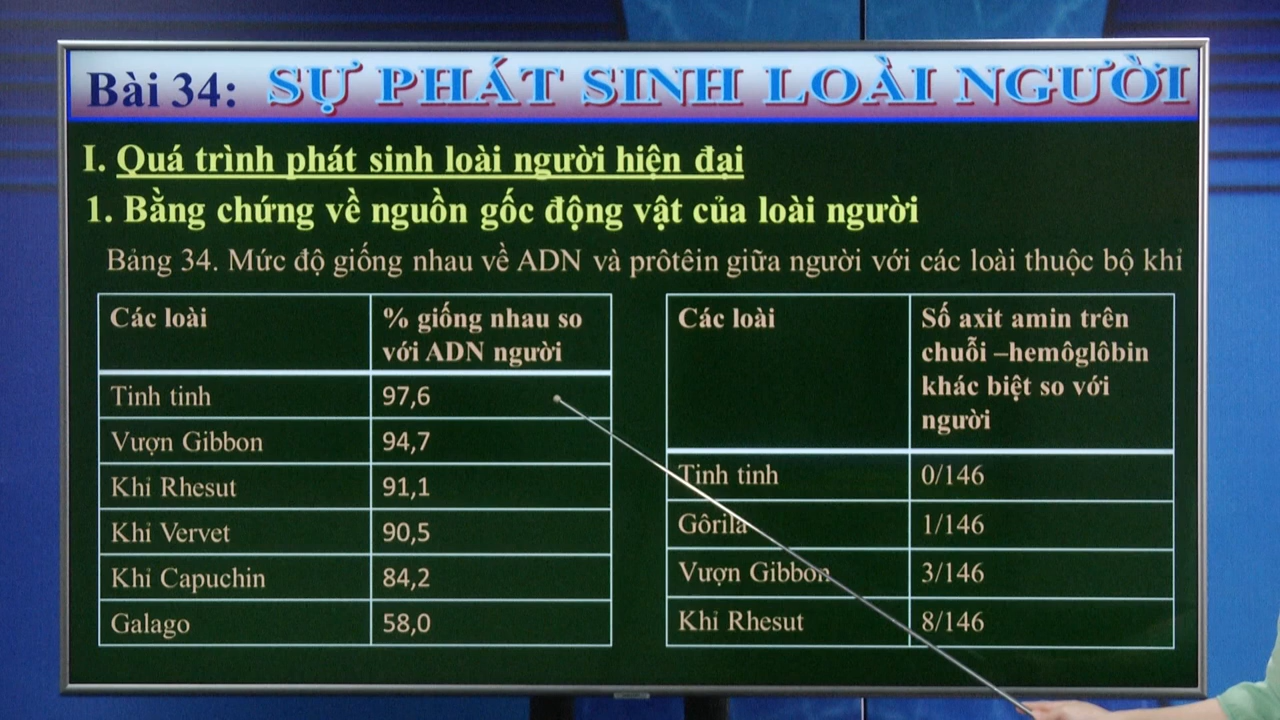 Bài 34: SỰ PHÁT SINH LOÀI NGƯỜI
I. Quá trình phát sinh loài người hiện đại
1. Bằng chứng về nguồn gốc động vật của loài người
Bảng 34. Mức độ giống nhau về ADN và prôtêin giữa người với các loài thuộc bộ khỉ
Các loài
% giống nhau so
với ADN người
Tinh tinh 97,6
Vượn Gibbon 94,7
Khỉ Rhesut 91,1
Khỉ Vervet 90,5
Khỉ Capuchin 84,2
Galago 58,0
Các loài
Số axit amin trên
chuỗi –hemôglôbin
khác biệt so với
người
Tinh tinh 0/146
Gôrila 1/146
Vượn Gibbon 3/146
Khỉ Rhesut 8/146